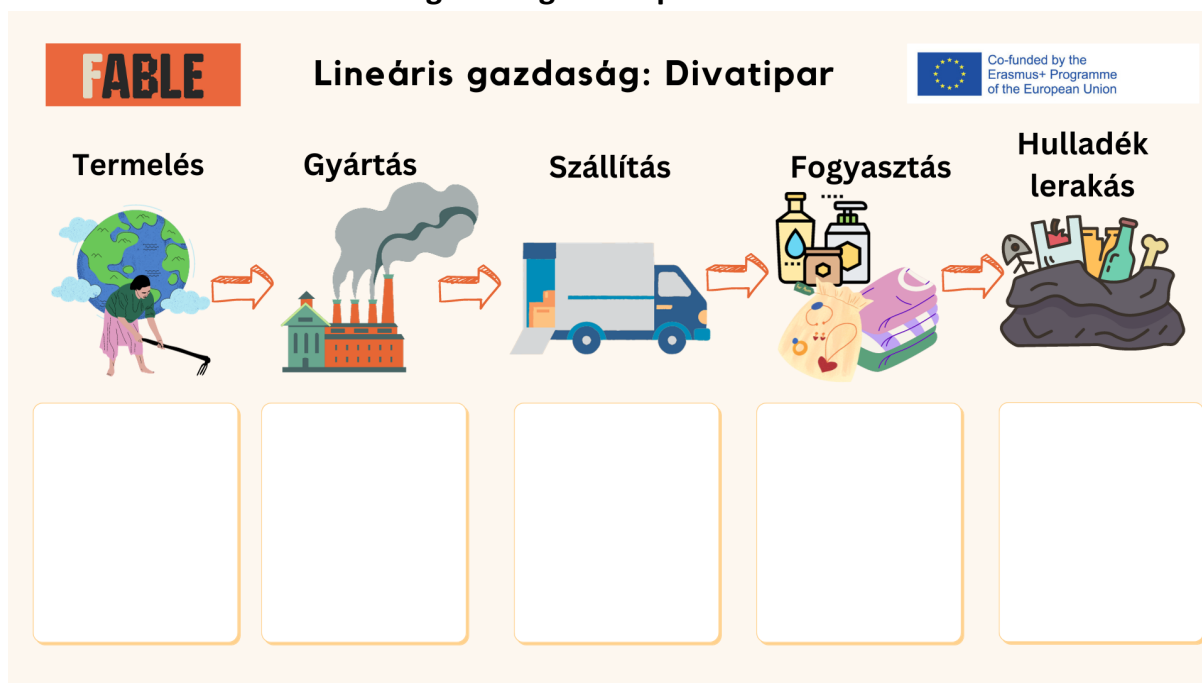 FABLE
Lineáris gazdaság: Divatipar
Co-funded by the
Erasmus+ Programme
of the European Union
Termelés
Gyártás
Szállítás
Fogyasztás
Hulladék
lerakás